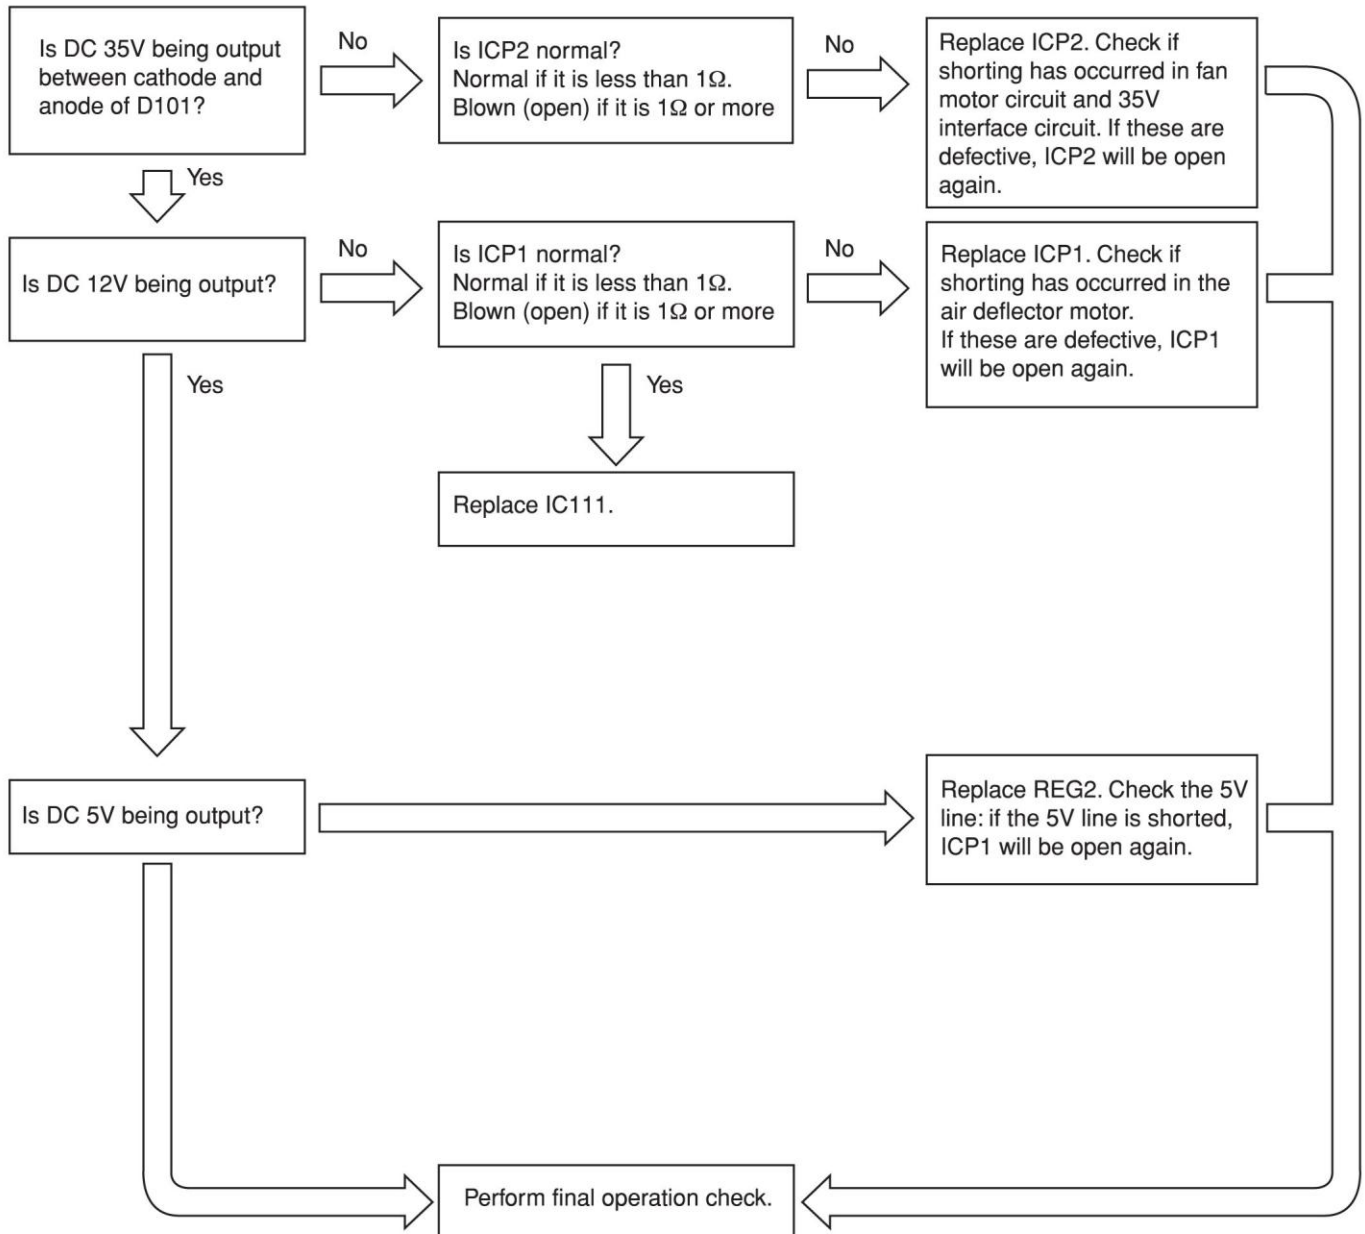 Is DC 35V being output
between cathode and
anode of D101?
No
Is ICP2 normal?
Normal if it is less than 1Ω.
Blown (open) if it is 1Ω or more
No
Replace ICP2. Check if
shorting has occurred in fan
motor circuit and 35V
interface circuit. If these are
defective, ICP2 will be open
again.
Yes
Is DC 12V being output?
No
Is ICP1 normal?
Normal if it is less than 1Ω.
Blown (open) if it is 1Ω or more
No
Replace ICP1. Check if
shorting has occurred in the
air deflector motor.
If these are defective, ICP1
will be open again.
Yes
Yes
Replace IC111.
Is DC 5V being output?
Replace REG2. Check the 5V
line: if the 5V line is shorted,
ICP1 will be open again.
Perform final operation check.